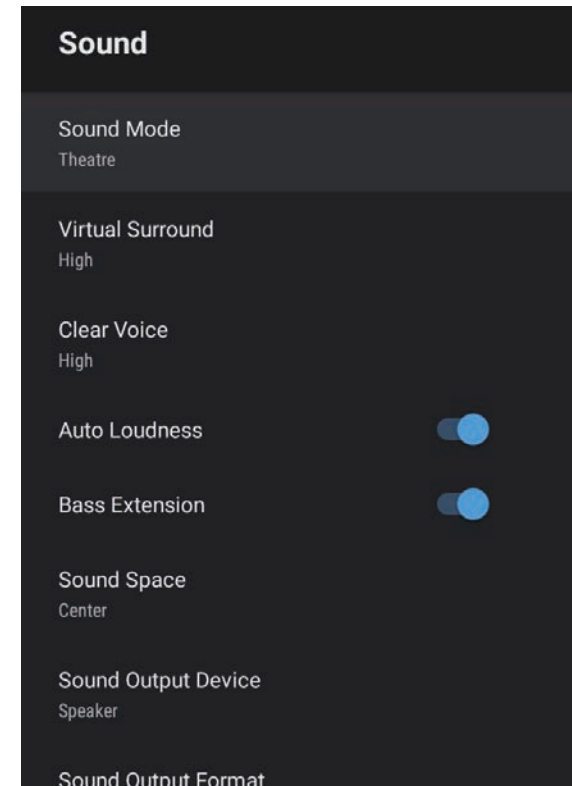 Sound
Sound Mode
Theatre
Virtual Surround
High
Clear Voice
High
Auto Loudness
Bass Extension
Sound Space
Center
Sound Output Device
Speaker
Sound Output Format